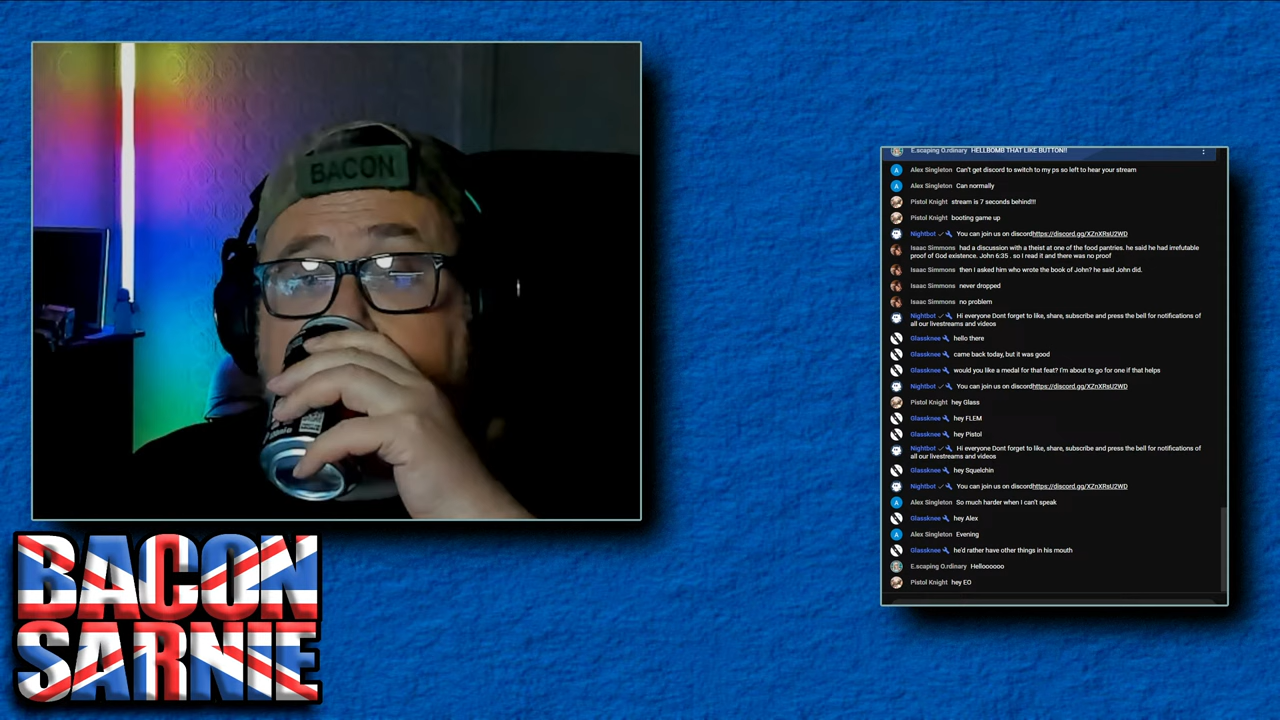 BACON
BACON
SARNIE
E.scaping O.rdinary HELLBOMB THAT LIKE BUTTON!!
Alex Singleton Can't get discord to switch to my ps so left to hear your stream
Alex Singleton Can normally
Pistol Knight stream is 7 seconds behind!!!
Pistol Knight booting game up
Nightbot You can join us on discordhttps://discord.gg/XZnXRsU2WD
Isaac Simmons had a discussion with a theist at one of the food pantries. he said he had irrefutable
proof of God existence. John 6:35 . so I read it and there was no proof
Isaac Simmons then I asked him who wrote the book of John? he said John did.
Isaac Simmons never dropped
Isaac Simmons no problem
Nightbot Hi everyone Dont forget to like, share, subscribe and press the bell for notifications of
all our livestreams and videos
Glassknee hello there
Glassknee came back today, but it was good
Glassknee would you like a medal for that feat? I'm about to go for one if that helps
Nightbot You can join us on discordhttps://discord.gg/XZnXRsU2WD
Pistol Knight hey Glass
Glassknee hey FLEM
Glassknee hey Pistol
Nightbot Hi everyone Dont forget to like, share, subscribe and press the bell for notifications of
all our livestreams and videos
Glassknee hey Squelchin
Nightbot You can join us on discordhttps://discord.gg/XZnXRsU2WD
Alex Singleton So much harder when I can't speak
Glassknee hey Alex
Alex Singleton Evening
Glassknee he'd rather have other things in his mouth
E.scaping O.rdinary Helloooooo
Pistol Knight hey EO